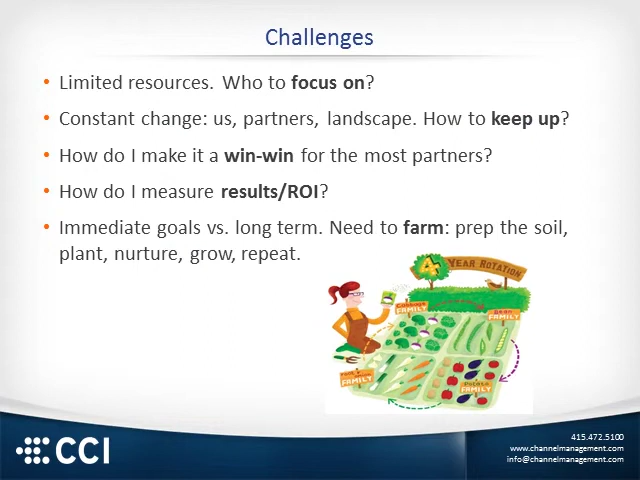 Challenges
• Limited resources. Who to focus on?
• Constant change: us, partners, landscape. How to keep up?
• How do I make it a win-win for the most partners?
• How do I measure results/ROI?
• Immediate goals vs. long term. Need to farm: prep the soil,
plant, nurture, grow, repeat.
4 YEAR ROTATION
CABBAGE
FAMILY
BEAN
FAMILY
FAMILY
POTATO
FAMILY
CCI
415.472.5100
www.channelmanagement.com
info@channelmanagement.com